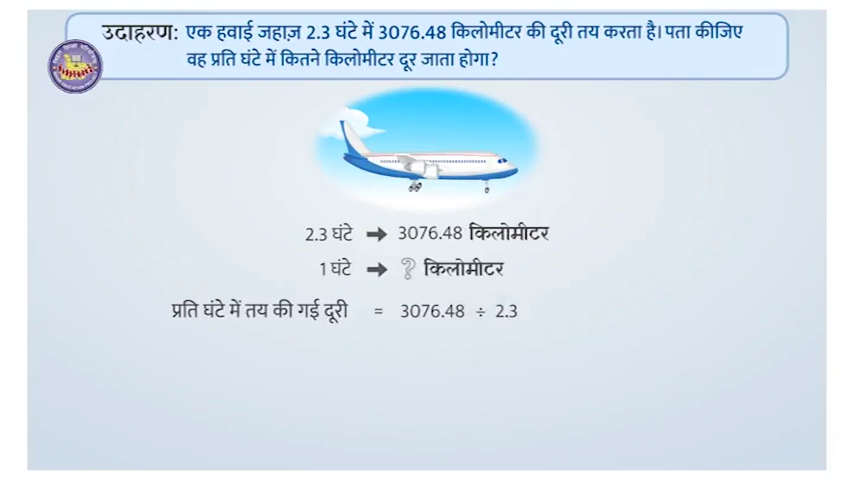 उदाहरण: एक हवाई जहाज़ 2.3 घंटे में 3076.48 किलोमीटर की दूरी तय करता है। पता कीजिए
वह प्रति घंटे में कितने किलोमीटर दूर जाता होगा?
2.3 घंटे ➡ 3076.48 किलोमीटर
1 घंटे ➡ ? किलोमीटर
प्रति घंटे में तय की गई दूरी = 3076.48 ÷ 2.3